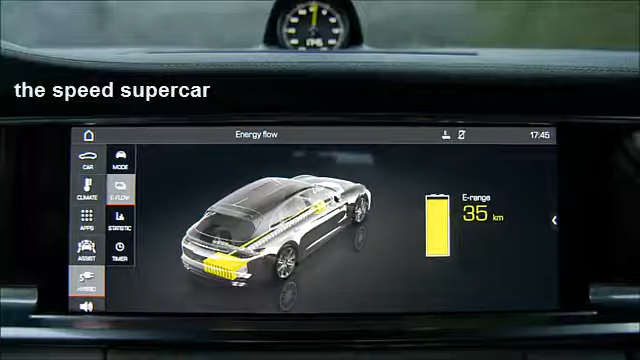 1745
the speed supercar
Energy flow
17:45
CAR
MODE
CLIMATE
E-FLOW
APPS
STATISTIC
ASSIST
TIMER
HYBRID
E-range
35 km